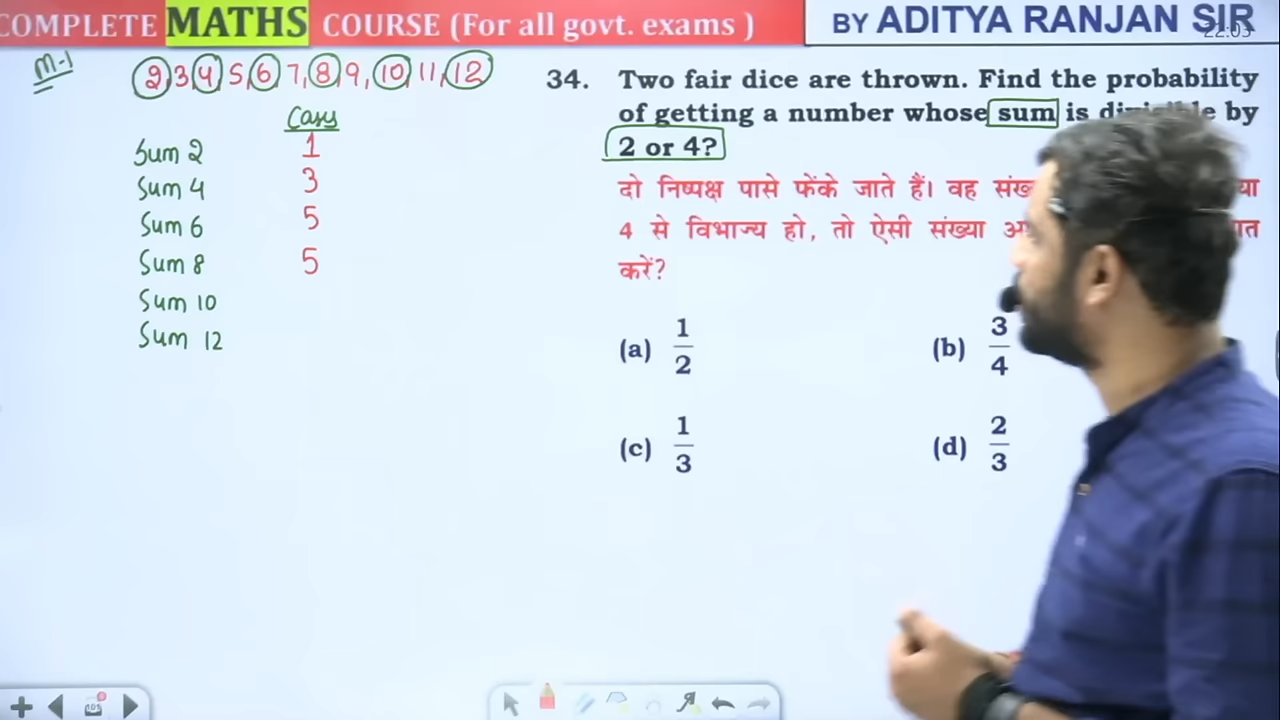 COMPLETE MATHS COURSE (For all govt. exams )
BY ADITYA RANJAN SIR
22:03
M-1
2 3 4 5, 6 7, 8 9, 10, 11, 12
Cases
Sum 2 1
Sum 4 3
Sum 6 5
Sum 8 5
Sum 10
Sum 12
34. Two fair dice are thrown. Find the probability
of getting a number whose sum is by
2 or 4?
दो निष्पक्ष पासे फेंके जाते हैं। वह
4 से विभाज्य हो, तो ऐसी संख्या
करें?
(a) 1/2 (b) 3/4
(c) 1/3 (d) 2/3